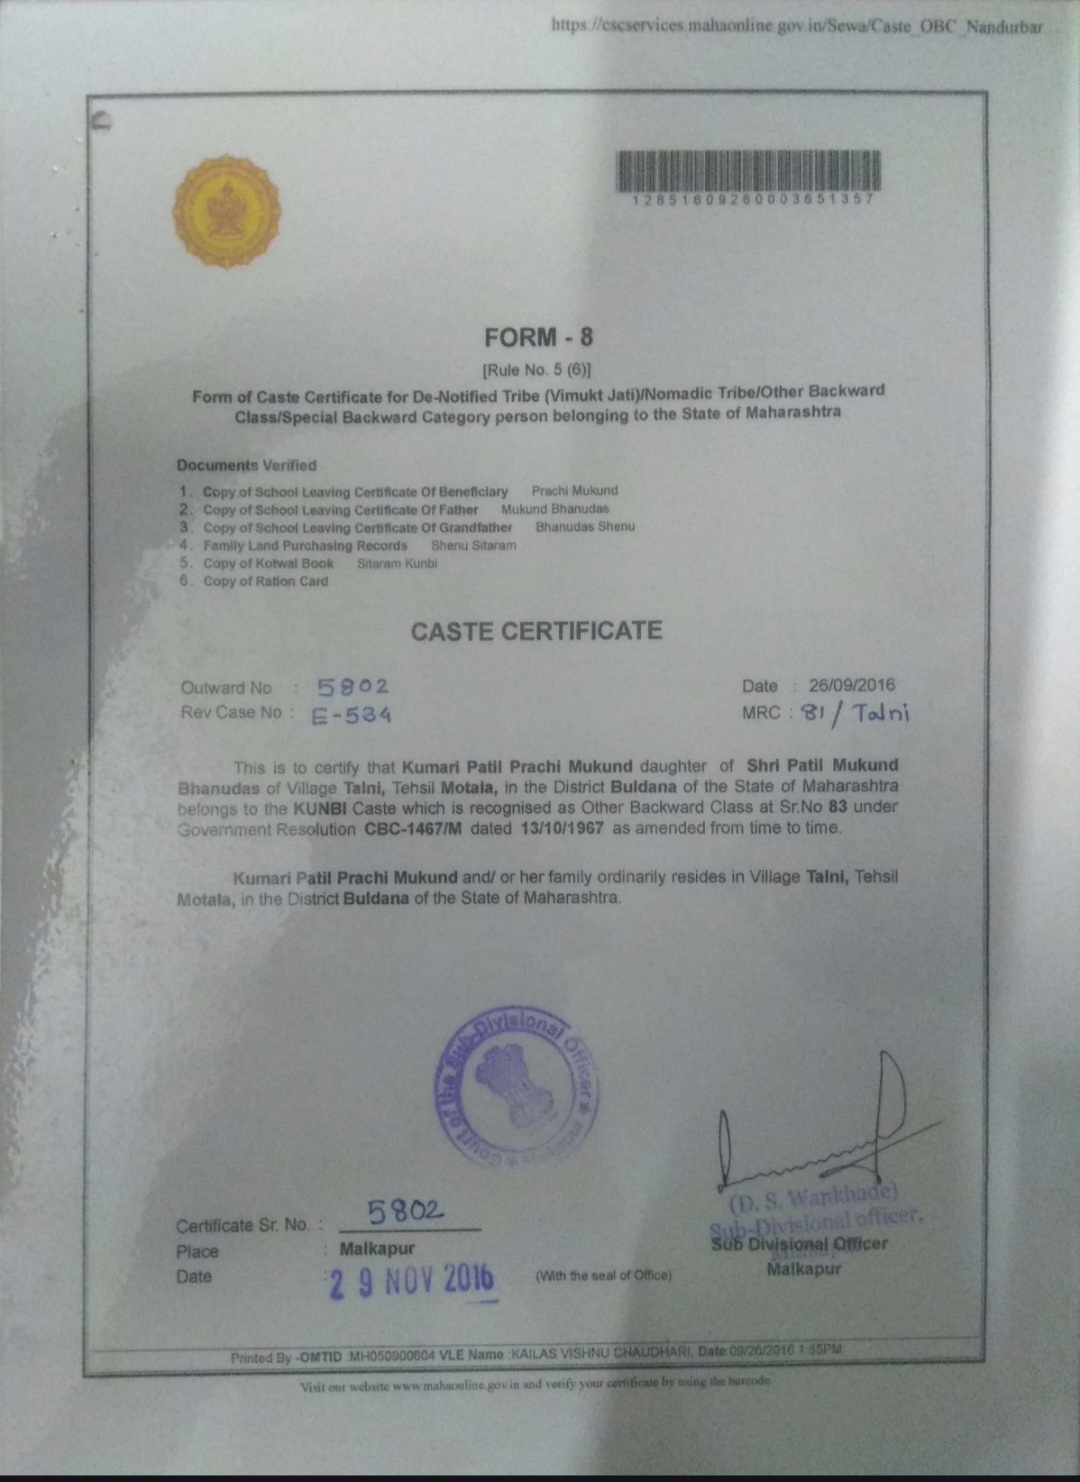 https://cscservices.mahaonline.gov.in/Sewa/Caste_OBC_Nandurbar
12851609260003651357
FORM - 8
[Rule No. 5 (6)]
Form of Caste Certificate for De-Notified Tribe (Vimukt Jati)/Nomadic Tribe/Other Backward
Class/Special Backward Category person belonging to the State of Maharashtra
Documents Verified
1. Copy of School Leaving Certificate Of Beneficiary Prachi Mukund
2. Copy of School Leaving Certificate Of Father Mukund Bhanudas
3. Copy of School Leaving Certificate Of Grandfather Bhanudas Shenu
4. Family Land Purchasing Records Shenu Sitaram
5. Copy of Kotwal Book Sitaram Kunbi
6. Copy of Ration Card
CASTE CERTIFICATE
Outward No : 5802 Date : 26/09/2016
Rev Case No : E-534 MRC : 81/Talni
This is to certify that Kumari Patil Prachi Mukund daughter of Shri Patil Mukund
Bhanudas of Village Talni, Tehsil Motala, in the District Buldana of the State of Maharashtra
belongs to the KUNBI Caste which is recognised as Other Backward Class at Sr.No 83 under
Government Resolution CBC-1467/M dated 13/10/1967 as amended from time to time.
Kumari Patil Prachi Mukund and/ or her family ordinarily resides in Village Talni, Tehsil
Motala, in the District Buldana of the State of Maharashtra.
Court of the Sub-Divisional Officer
(D. S. Wankhade)
Sub-Divisional officer,
Certificate Sr. No. : 5802 Sub Divisional Officer
Place : Malkapur Malkapur
Date : 29 NOV 2016 (With the seal of Office)
Printed By -OMTID :MH050900604 VLE Name :KAILAS VISHNU CHAUDHARI, Date 09/26/2016 1:55PM
Visit our website www.mahaonline.gov.in and verify your certificate by using the barcode.